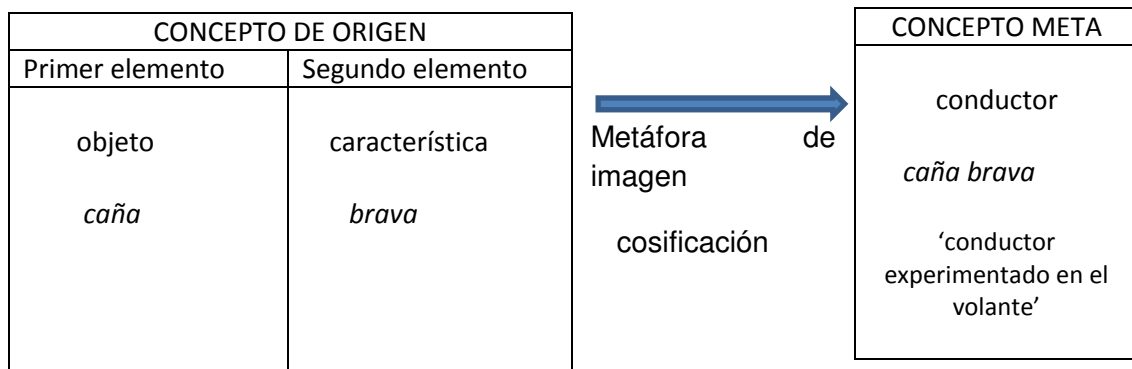 CONCEPTO DE ORIGEN
Primer elemento
Segundo elemento
objeto
característica
caña
brava
Metáfora de
imagen
cosificación
CONCEPTO META
conductor
caña brava
‘conductor
experimentado en el
volante’